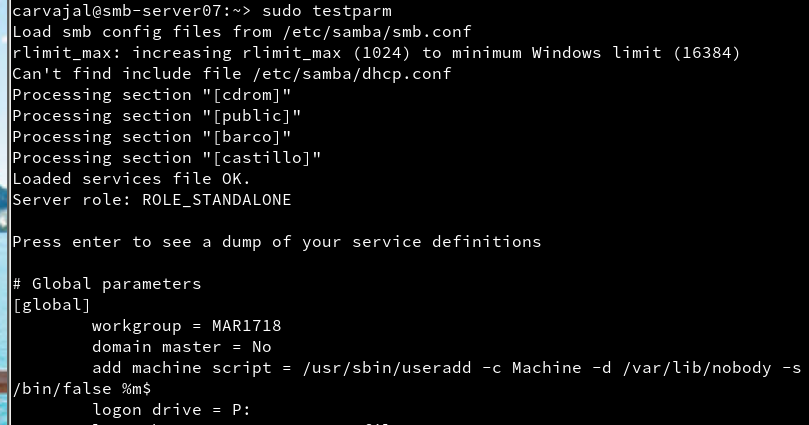 carvajal@smb-server07:~> sudo testparm
Load smb config files from /etc/samba/smb.conf
rlimit_max: increasing rlimit_max (1024) to minimum Windows limit (16384)
Can't find include file /etc/samba/dhcp.conf
Processing section "[cdrom]"
Processing section "[public]"
Processing section "[barco]"
Processing section "[castillo]"
Loaded services file OK.
Server role: ROLE_STANDALONE
Press enter to see a dump of your service definitions
# Global parameters
[global]
workgroup = MAR1718
domain master = No
add machine script = /usr/sbin/useradd -c Machine -d /var/lib/nobody -s
/bin/false %m$
logon drive = P: